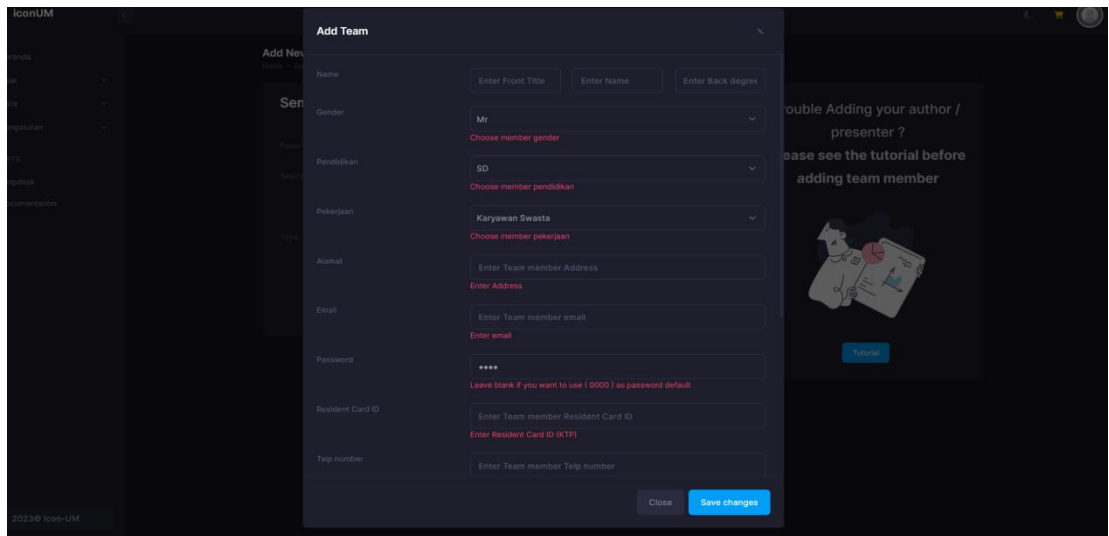 iconUM
Add Team
Add New
Name
Enter Front Title
Enter Name
Enter Back degree
Gender
Mr
Choose member gender
Pendidikan
SD
Choose member pendidikan
Pekerjaan
Karyawan Swasta
Choose member pekerjaan
Alamat
Enter Team member Address
Enter Address
Email
Enter Team member email
Enter email
Password
••••
Leave blank if you want to use ( 0000 ) as password default
Resident Card ID
Enter Team member Resident Card ID
Enter Resident Card ID (KTP)
Telp number
Enter Team member Telp number
Close
Save changes
rouble Adding your author /
presenter ?
ease see the tutorial before
adding team member
Tutorial
Paper
Type
ocumentation
2023© Icon-UM